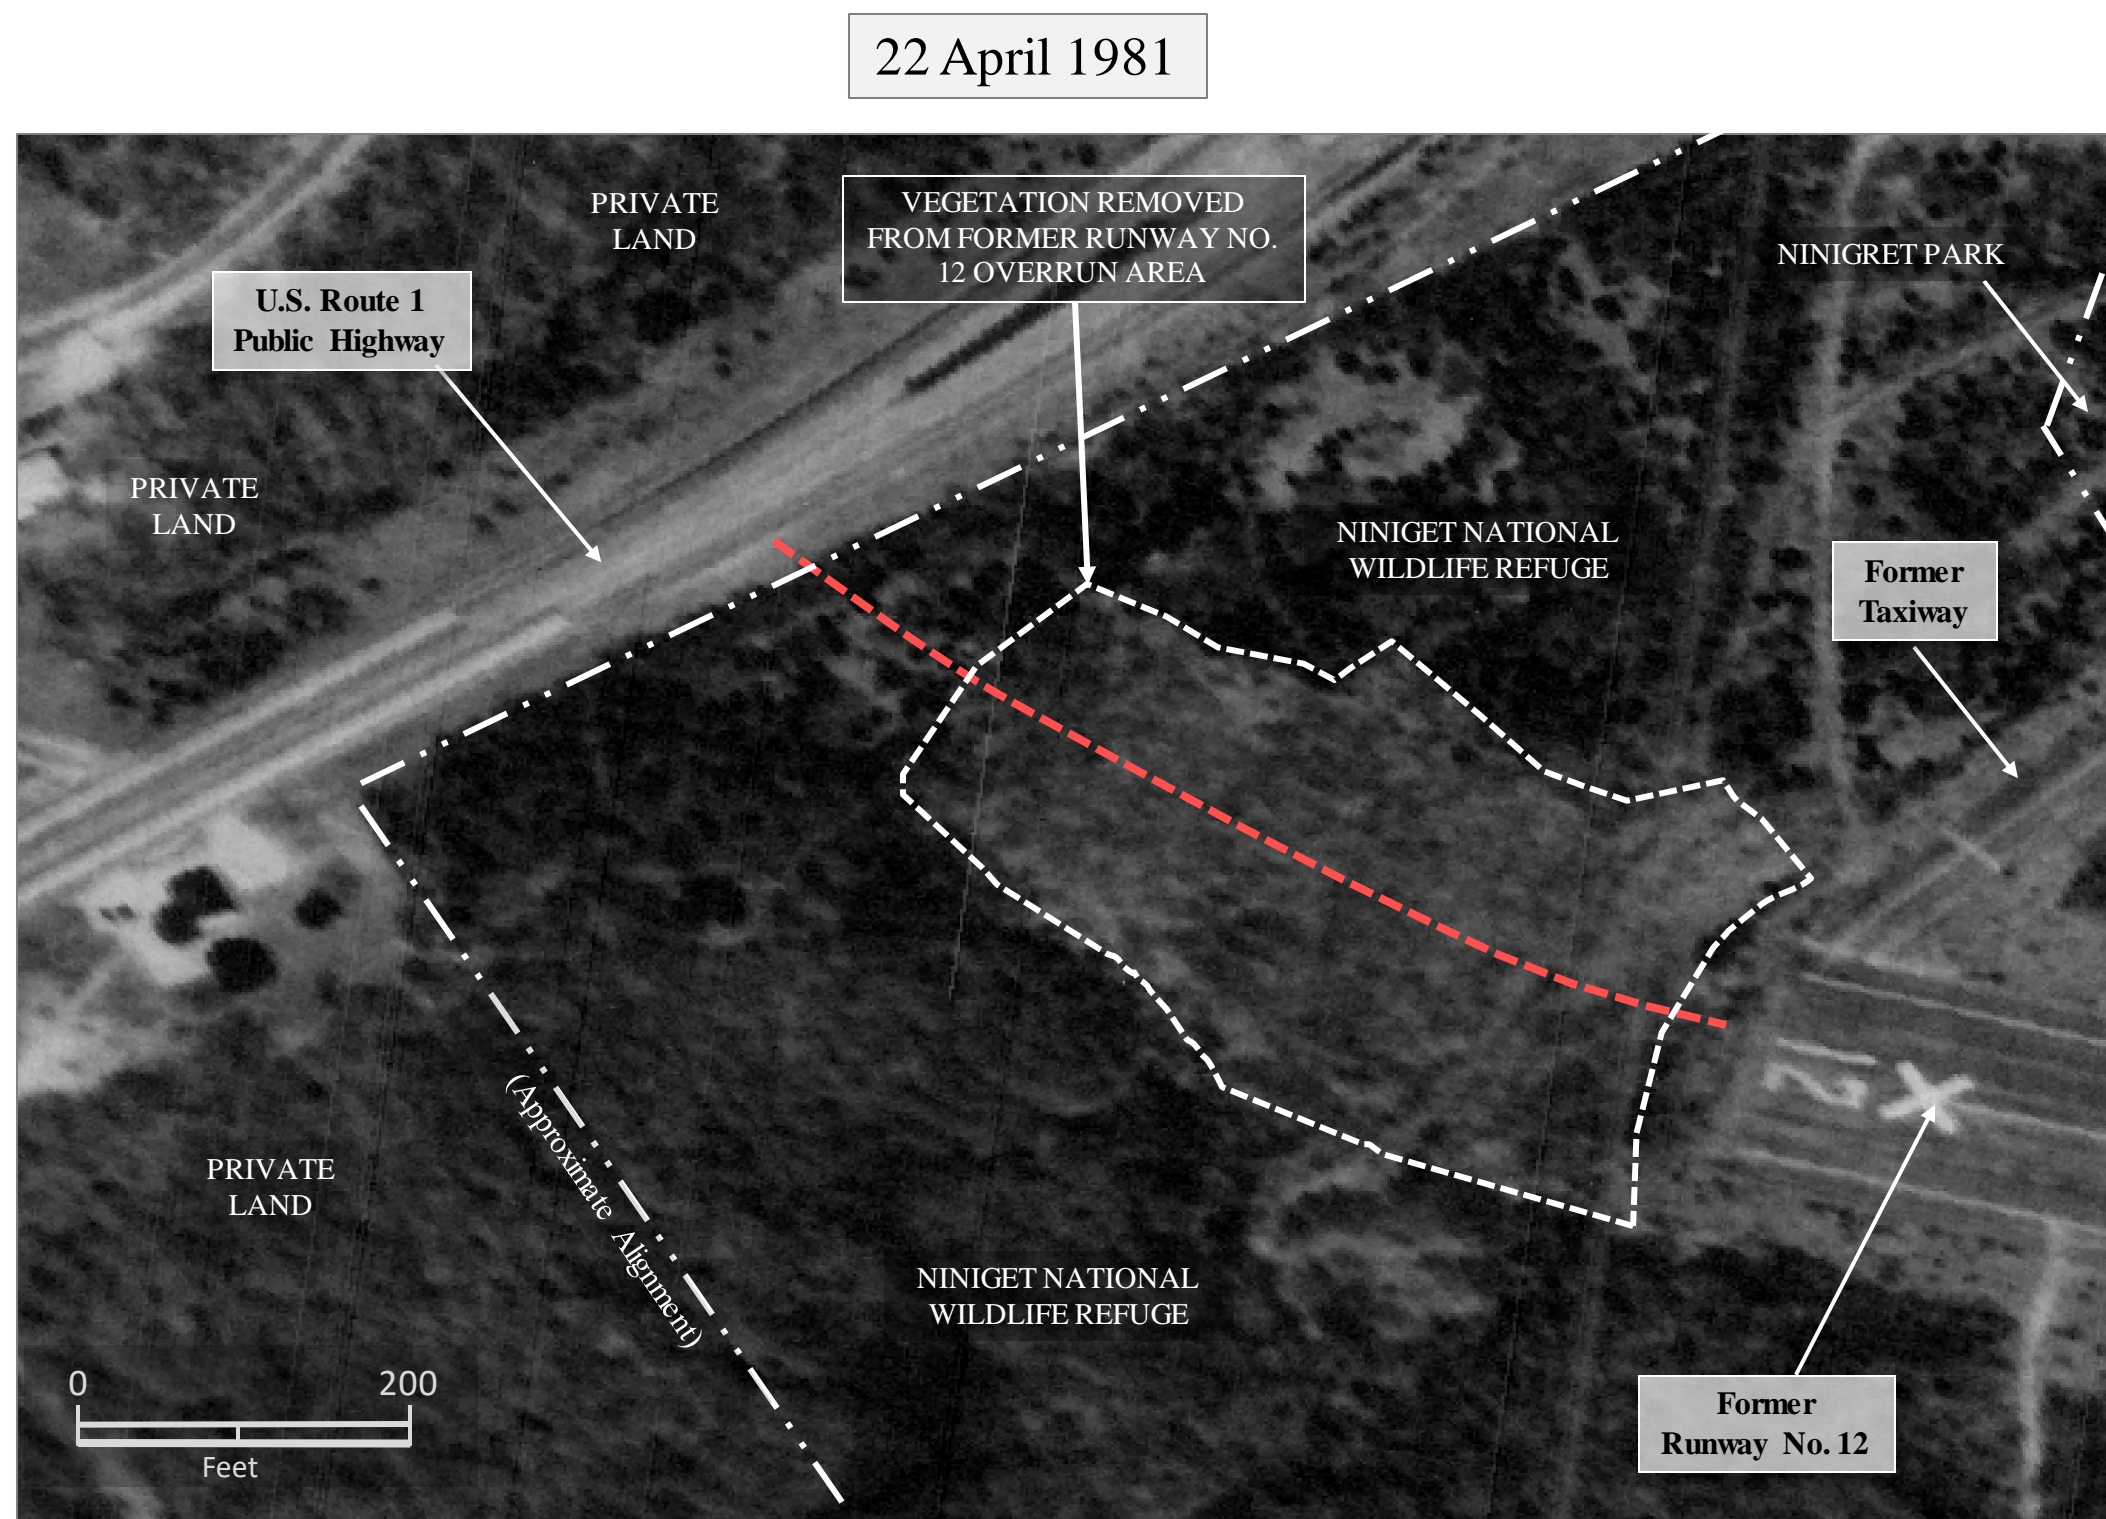 22 April 1981
PRIVATE
LAND
VEGETATION REMOVED
FROM FORMER RUNWAY NO.
12 OVERRUN AREA
NINIGRET PARK
U.S. Route 1
Public Highway
PRIVATE
LAND
NINIGET NATIONAL
WILDLIFE REFUGE
Former
Taxiway
12
X
(Approximate Alignment)
PRIVATE
LAND
NINIGET NATIONAL
WILDLIFE REFUGE
0 200
Feet
Former
Runway No. 12